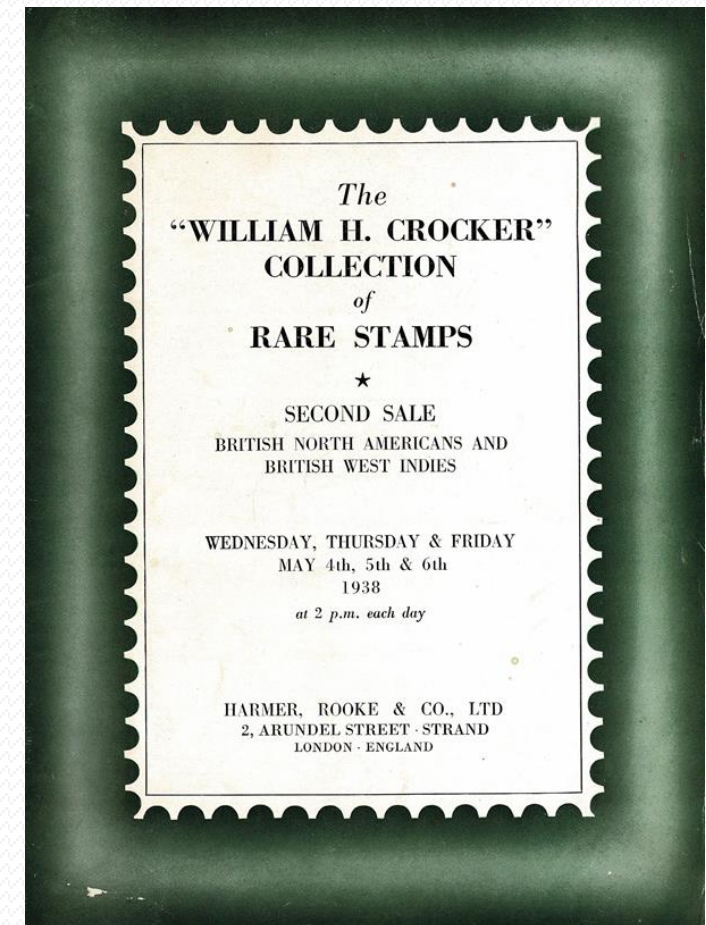 The
“WILLIAM H. CROCKER”
COLLECTION
of
RARE STAMPS
★
SECOND SALE
BRITISH NORTH AMERICANS AND
BRITISH WEST INDIES
WEDNESDAY, THURSDAY & FRIDAY
MAY 4th, 5th & 6th
1938
at 2 p.m. each day
HARMER, ROOKE & CO., LTD
2, ARUNDEL STREET · STRAND
LONDON · ENGLAND